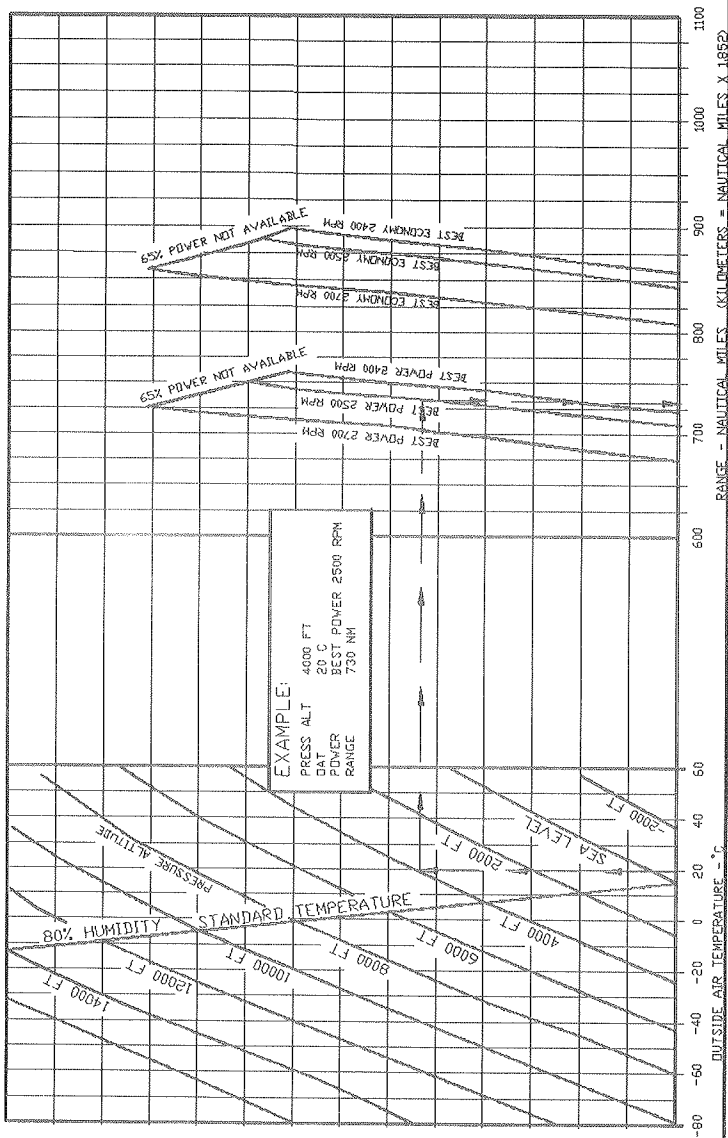 65% POWER NOT AVAILABLE
BEST ECONOMY 2400 RPM
BEST ECONOMY 2500 RPM
BEST ECONOMY 2700 RPM
65% POWER NOT AVAILABLE
BEST POWER 2400 RPM
BEST POWER 2500 RPM
BEST POWER 2700 RPM
EXAMPLE:
PRESS ALT 4000 FT
OAT 20 C
POWER BEST POWER 2500 RPM
RANGE 730 NM
PRESSURE ALTITUDE
80% HUMIDITY STANDARD TEMPERATURE
14000 FT
12000 FT
10000 FT
8000 FT
6000 FT
4000 FT
2000 FT
SEA LEVEL
-2000 FT
-80 -60 -40 -20 0 20 40 60
OUTSIDE AIR TEMPERATURE - °C
600 700 800 900 1000 1100
RANGE - NAUTICAL MILES (KILOMETERS = NAUTICAL MILES X 1.852)